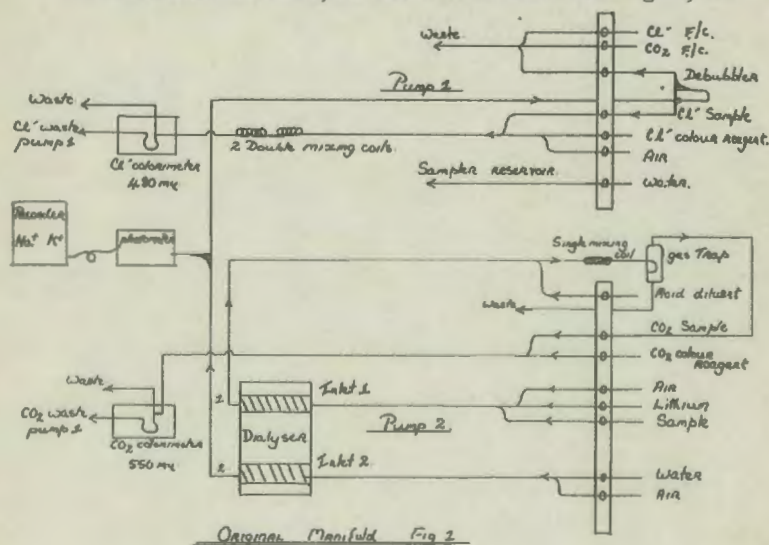 Cl⁻ F/c.
Waste
CO2 F/c.
Debubbler
Pump 1
Waste
Cl⁻ Sample
Cl⁻ waste
pump 1
2 Double mixing coils
Cl⁻ colour reagent.
AIR
Cl⁻ colorimeter
480 mμ
Sampler reservoir
Water.
Recorder
Na+ K+
photometer
Single mixing
coil
gas Trap
Acid diluent
Waste
CO2 Sample
CO2 colour
reagent
Waste
1
Inlet 1
Air
Lithium
CO2 waste
pump 1
Dialyser
Pump 2
Sample
CO2 colorimeter
550 mμ
Inlet 2
2
Water
AIR
ORIGINAL Manifold Fig 1